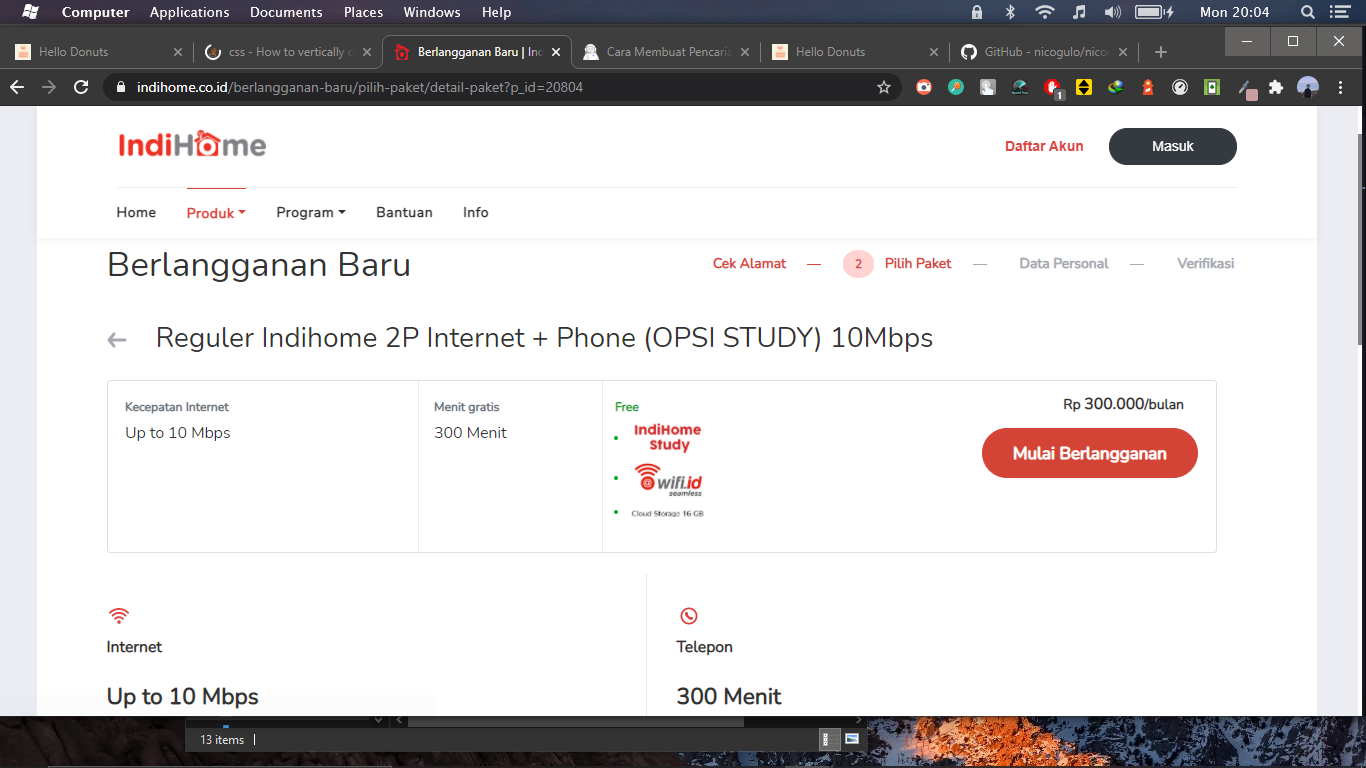 Computer Applications Documents Places Windows Help Mon 20:04
Hello Donuts css - How to vertically c Berlangganan Baru | Ind Cara Membuat Pencaria Hello Donuts GitHub - nicogulo/nico
indihome.co.id/berlangganan-baru/pilih-paket/detail-paket?p_id=20804
1
IndiHome
Daftar Akun Masuk
Home Produk Program Bantuan Info
Berlangganan Baru
Cek Alamat — 2 Pilih Paket — Data Personal — Verifikasi
Reguler Indihome 2P Internet + Phone (OPSI STUDY) 10Mbps
Kecepatan Internet
Up to 10 Mbps
Menit gratis
300 Menit
Free
IndiHome
Study
@wifi.id
seamless
Cloud Storage 16 GB
Rp 300.000/bulan
Mulai Berlangganan
Internet
Up to 10 Mbps
Telepon
300 Menit
13 items